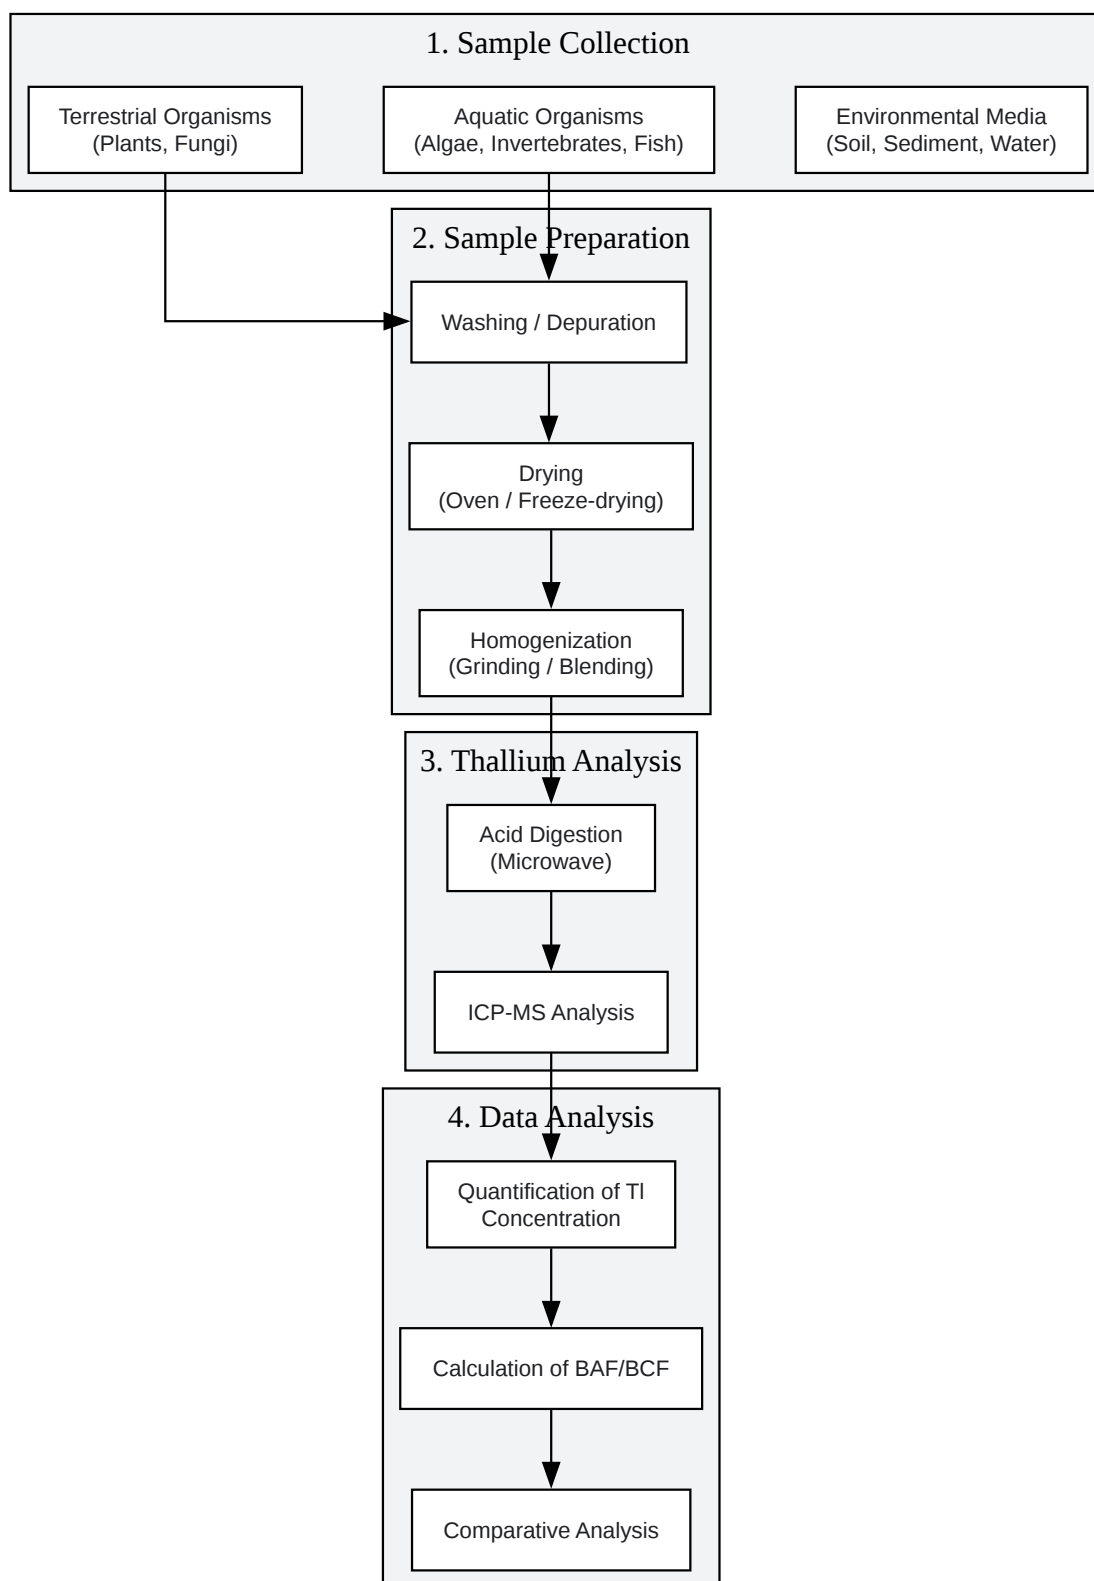 1. Sample Collection
Terrestrial Organisms
(Plants, Fungi)
Aquatic Organisms
(Algae, Invertebrates, Fish)
Environmental Media
(Soil, Sediment, Water)
2. Sample Preparation
Washing / Depuration
Drying
(Oven / Freeze-drying)
Homogenization
(Grinding / Blending)
3. Thallium Analysis
Acid Digestion
(Microwave)
ICP-MS Analysis
4. Data Analysis
Quantification of Tl
Concentration
Calculation of BAF/BCF
Comparative Analysis